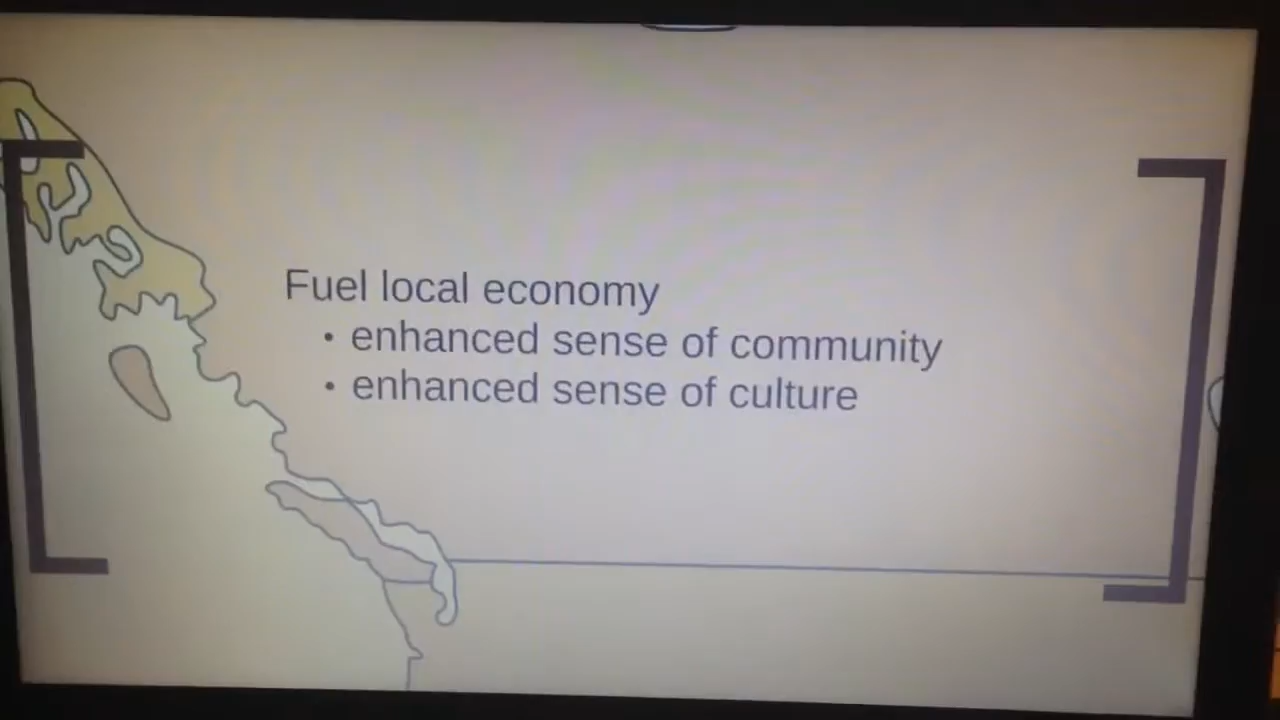 Fuel local economy
• enhanced sense of community
• enhanced sense of culture